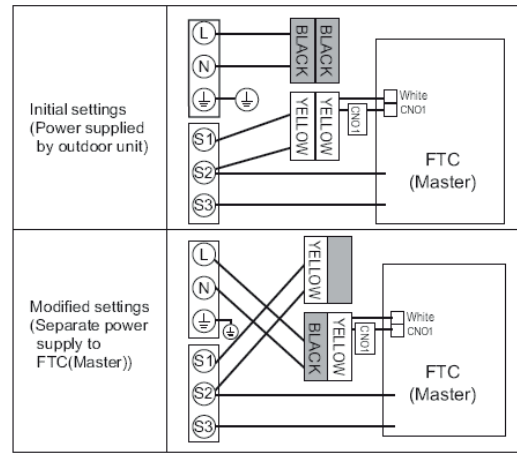 Initial settings
(Power supplied
by outdoor unit)
L
N
S1
S2
S3
BLACK
BLACK
YELLOW
YELLOW
CNO1
White
CNO1
FTC
(Master)
Modified settings
(Separate power
supply to
FTC(Master))
L
N
S1
S2
S3
YELLOW
BLACK
YELLOW
CNO1
White
CNO1
FTC
(Master)